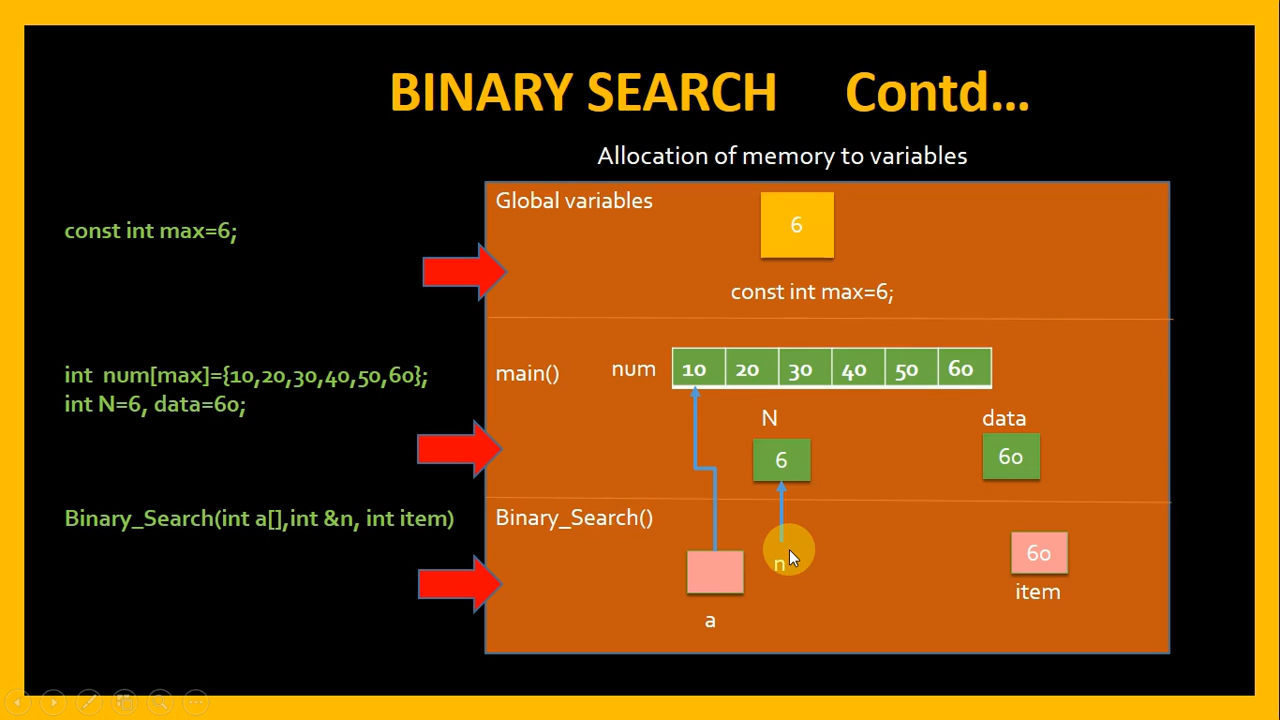 BINARY SEARCH Contd...
Allocation of memory to variables
const int max=6;
int num[max]={10,20,30,40,50,60};
int N=6, data=60;
Binary_Search(int a[],int &n, int item)
Global variables
6
const int max=6;
main()
num
10 20 30 40 50 60
N
data
6
60
Binary_Search()
n
60
a
item